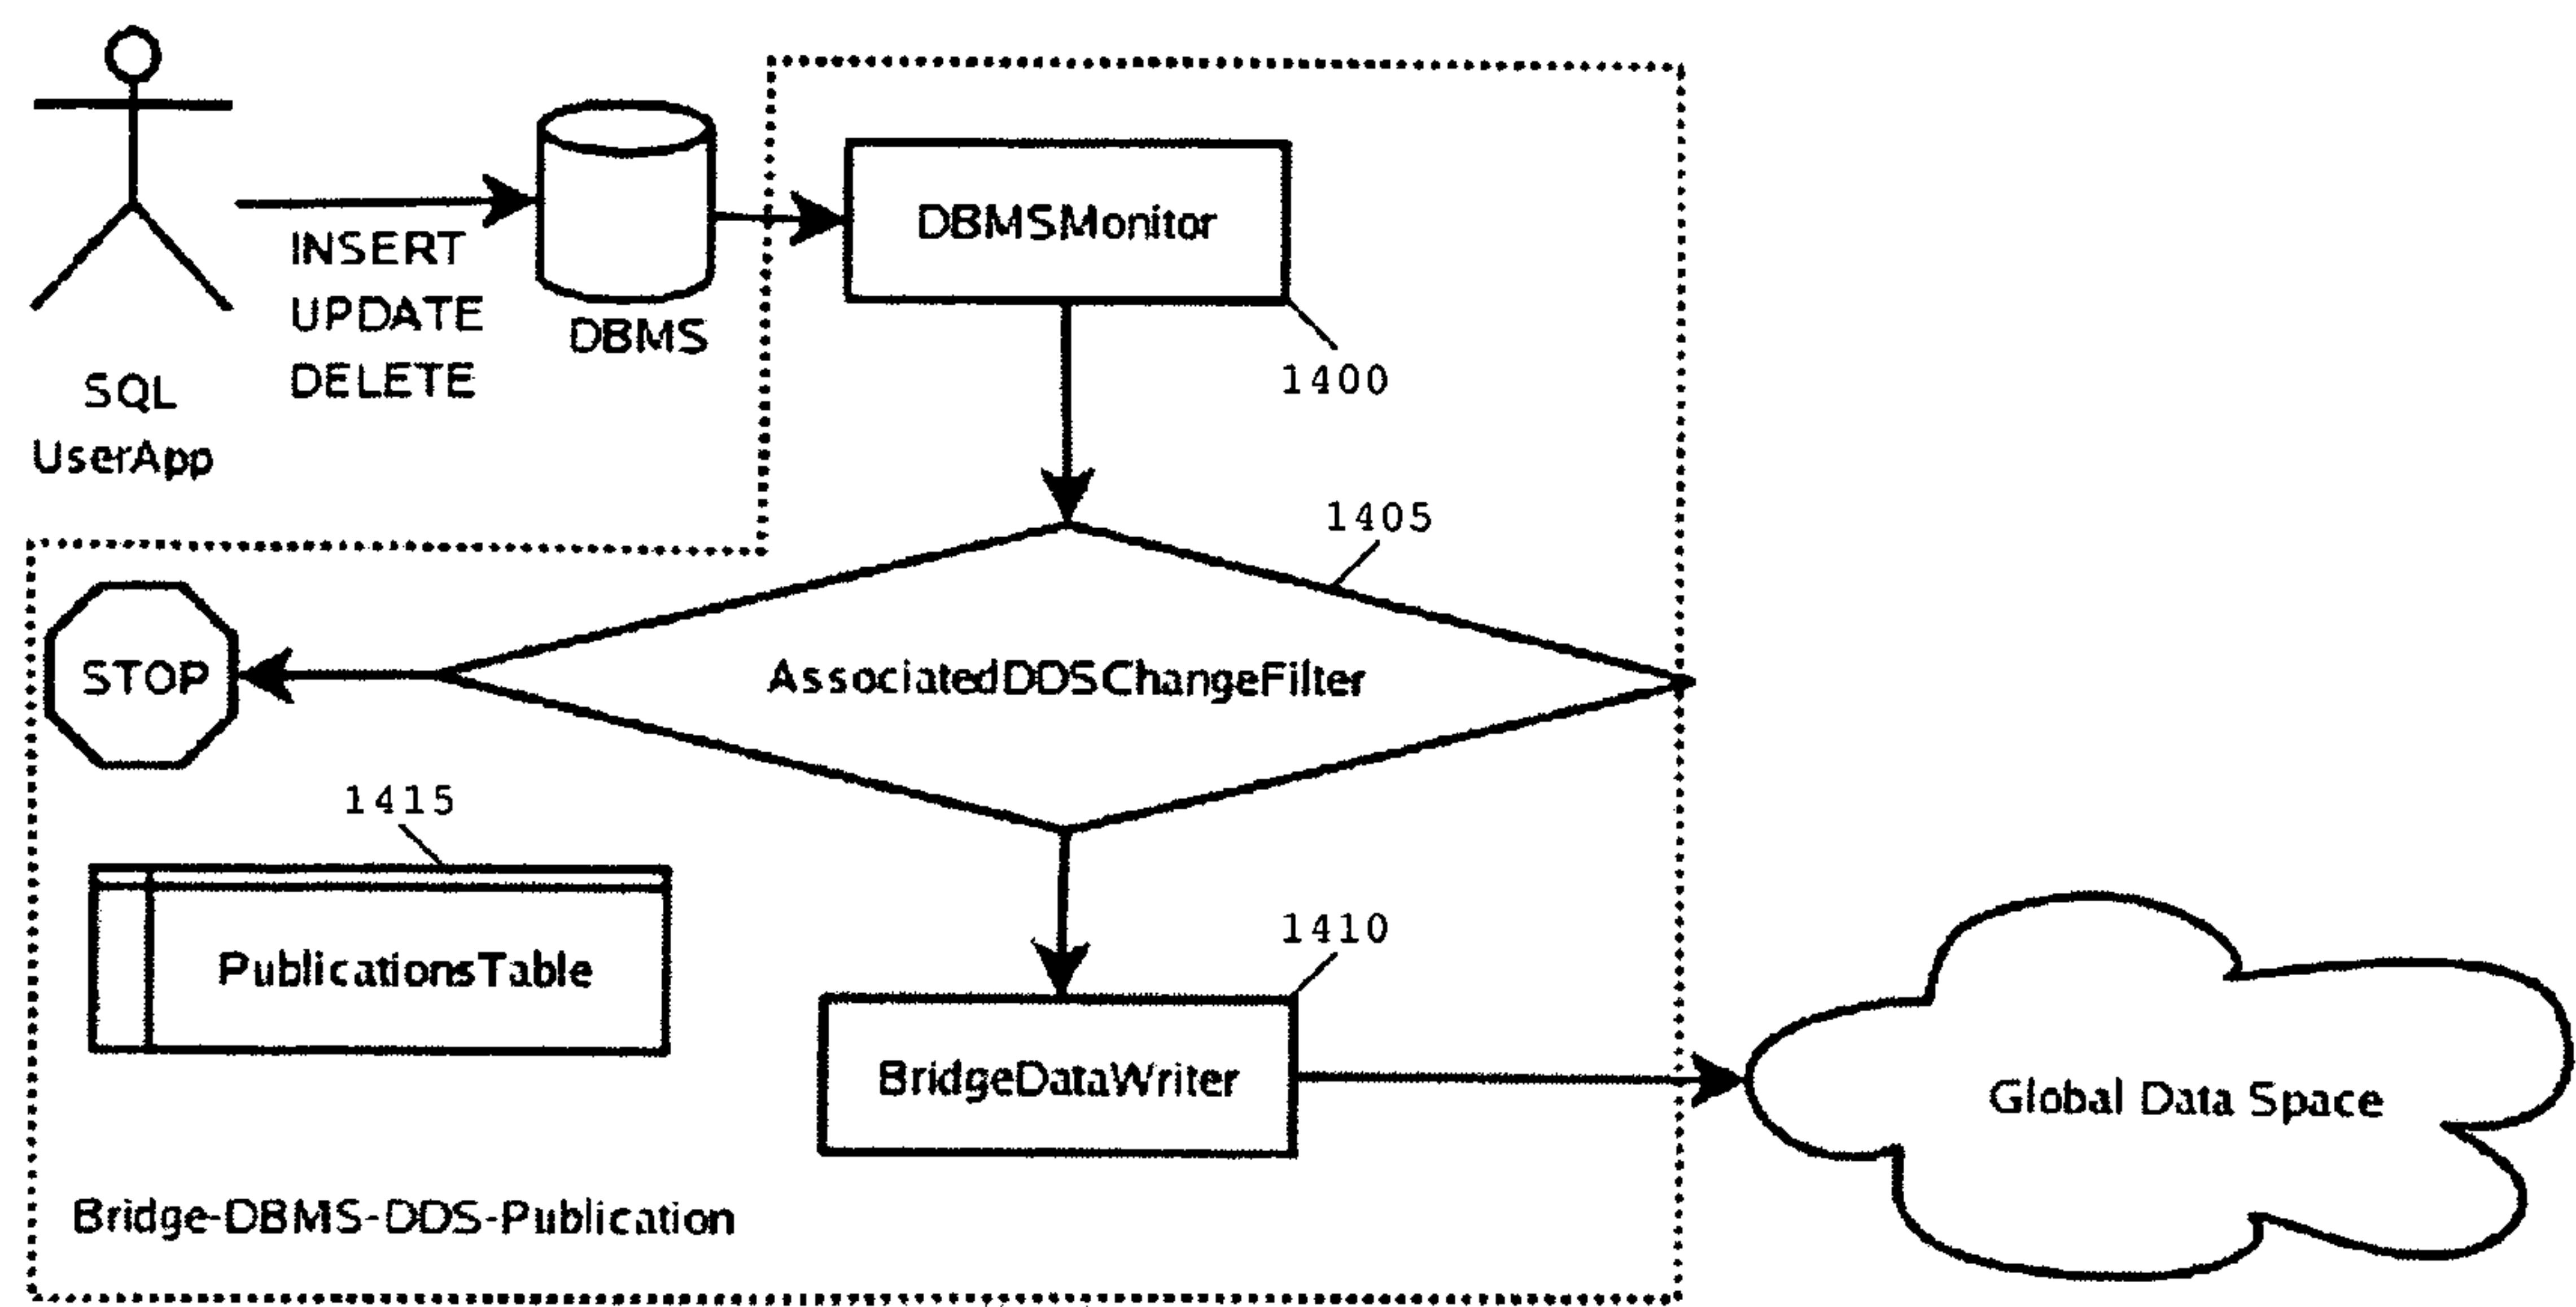 INSERT
UPDATE
DELETE
SQL
UserApp
DBMS
DBMSMonitor
1400
1405
AssociatedDDSChangeFilter
STOP
1415
PublicationsTable
1410
BridgeDataWriter
Global Data Space
Bridge-DBMS-DDS-Publication